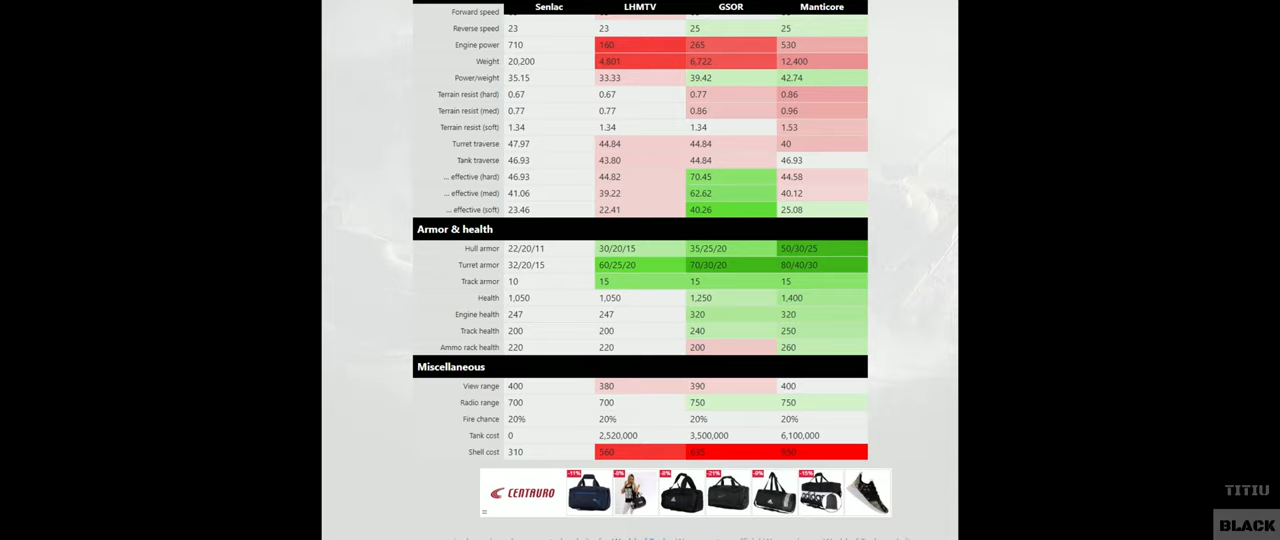 Senlac LHMTV GSOR Manticore
Forward speed
Reverse speed 23 23 25 25
Engine power 710 160 265 530
Weight 20,200 4,801 6,722 12,400
Power/weight 35.15 33.33 39.42 42.74
Terrain resist (hard) 0.67 0.67 0.77 0.86
Terrain resist (med) 0.77 0.77 0.86 0.96
Terrain resist (soft) 1.34 1.34 1.34 1.53
Turret traverse 47.97 44.84 44.84 40
Tank traverse 46.93 43.80 44.84 46.93
... effective (hard) 46.93 44.82 70.45 44.58
... effective (med) 41.06 39.22 62.62 40.12
... effective (soft) 23.46 22.41 40.26 25.08
Armor & health
Hull armor 22/20/11 30/20/15 35/25/20 50/30/25
Turret armor 32/20/15 60/25/20 70/30/20 80/40/30
Track armor 10 15 15 15
Health 1,050 1,050 1,250 1,400
Engine health 247 247 320 320
Track health 200 200 240 250
Ammo rack health 220 220 200 260
Miscellaneous
View range 400 380 390 400
Radio range 700 700 750 750
Fire chance 20% 20% 20% 20%
Tank cost 0 2,520,000 3,500,000 6,100,000
Shell cost 310 560 635
-11% -8% -8% -21% -8% -15%
CENTAURO
TITIU
BLACK